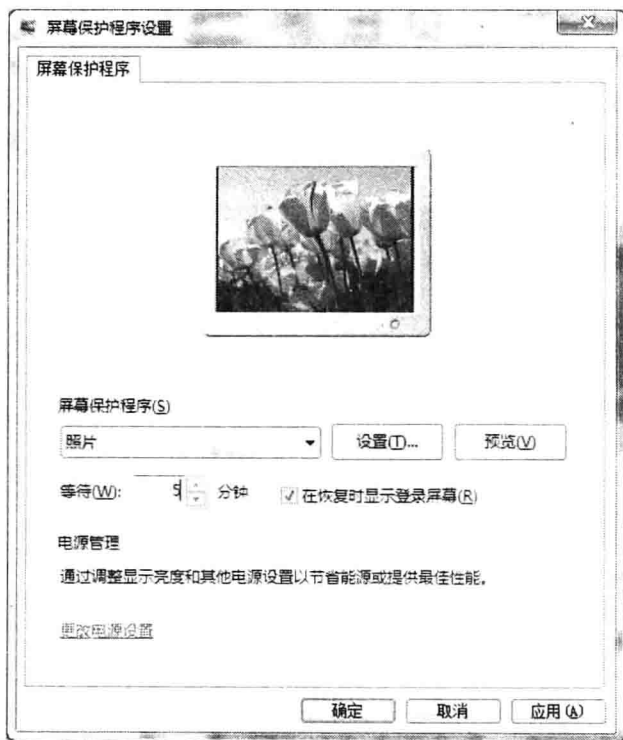 屏幕保护程序设置
屏幕保护程序
屏幕保护程序(S)
照片 设置(T)... 预览(V)
等待(W): 5 分钟 在恢复时显示登录屏幕(R)
电源管理
通过调整显示亮度和其他电源设置以节省能源或提供最佳性能。
更改电源设置
确定 取消 应用(A)